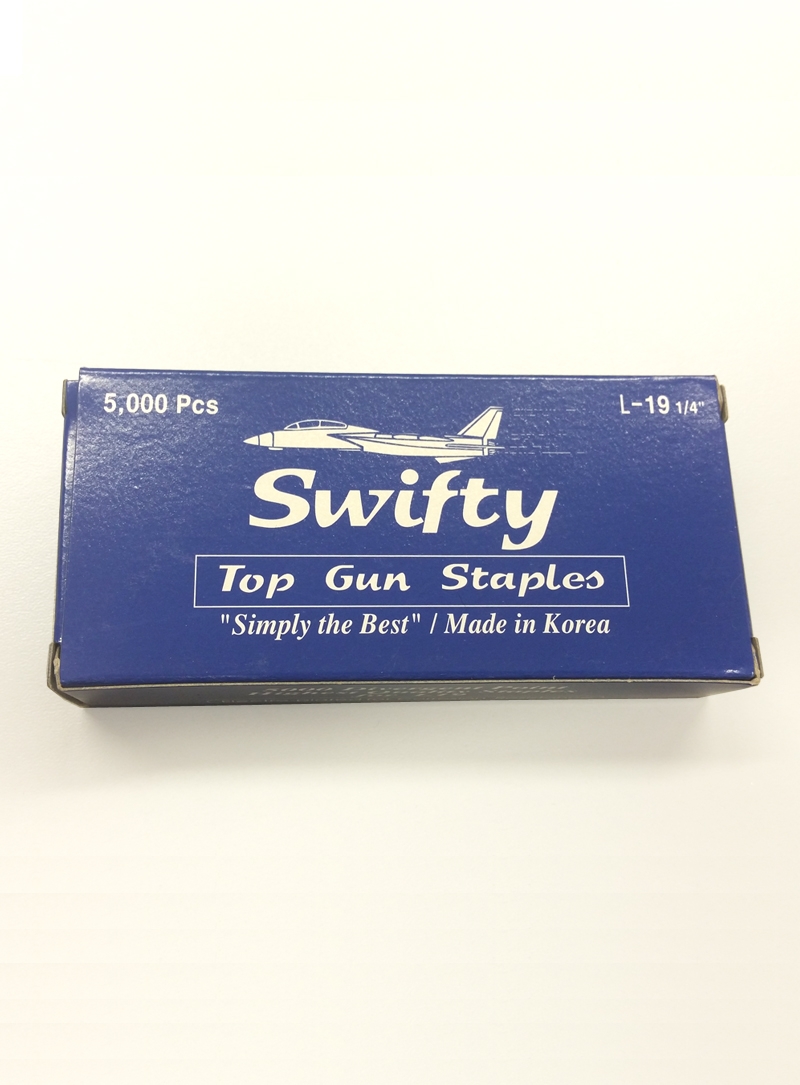 5,000 Pcs
L-19 1/4"
Swifty
Top Gun Staples
"Simply the Best" / Made in Korea